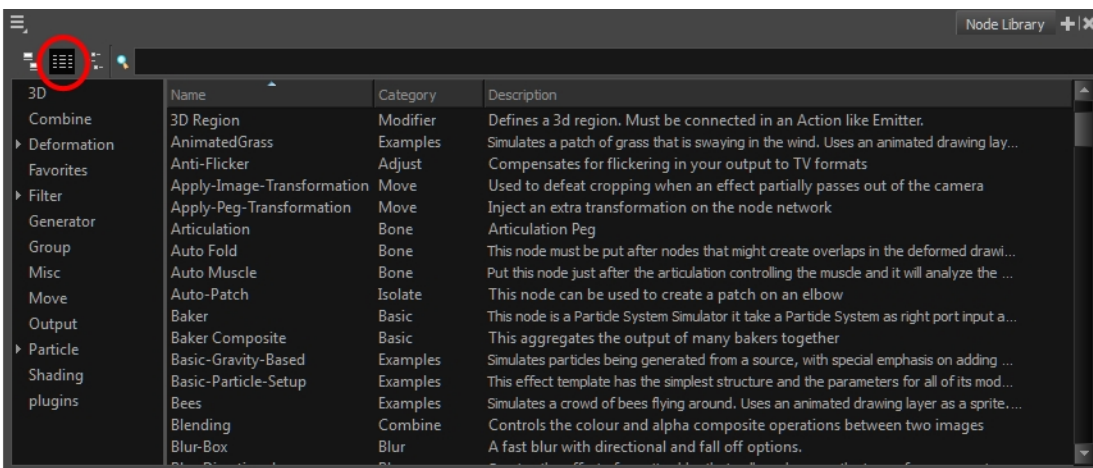 Node Library
3D
Combine
Deformation
Favorites
Filter
Generator
Group
Misc
Move
Output
Particle
Shading
plugins
Name Category Description
3D Region Modifier Defines a 3d region. Must be connected in an Action like Emitter.
AnimatedGrass Examples Simulates a patch of grass that is swaying in the wind. Uses an animated drawing lay...
Anti-Flicker Adjust Compensates for flickering in your output to TV formats
Apply-Image-Transformation Move Used to defeat cropping when an effect partially passes out of the camera
Apply-Peg-Transformation Move Inject an extra transformation on the node network
Articulation Bone Articulation Peg
Auto Fold Bone This node must be put after nodes that might create overlaps in the deformed drawi...
Auto Muscle Bone Put this node just after the articulation controlling the muscle and it will analyze the ...
Auto-Patch Isolate This node can be used to create a patch on an elbow
Baker Basic This node is a Particle System Simulator it take a Particle System as right port input a...
Baker Composite Basic This aggregates the output of many bakers together
Basic-Gravity-Based Examples Simulates particles being generated from a source, with special emphasis on adding ...
Basic-Particle-Setup Examples This effect template has the simplest structure and the parameters for all of its mod...
Bees Examples Simulates a crowd of bees flying around. Uses an animated drawing layer as a sprite....
Blending Combine Controls the colour and alpha composite operations between two images
Blur-Box Blur A fast blur with directional and fall off options.